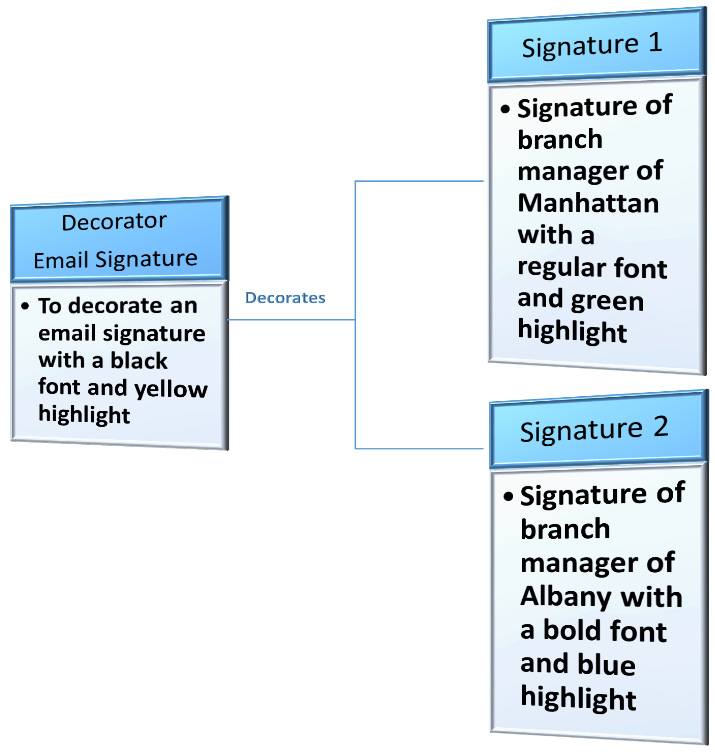 Decorator
Email Signature
• To decorate an
email signature
with a black
font and yellow
highlight
Decorates
Signature 1
• Signature of
branch
manager of
Manhattan
with a
regular font
and green
highlight
Signature 2
• Signature of
branch
manager of
Albany with
a bold font
and blue
highlight